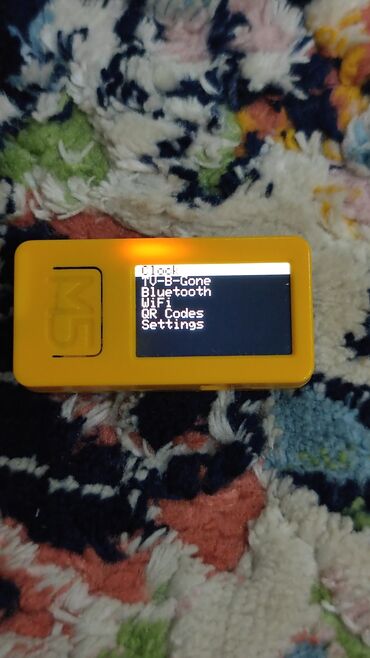 M5
Clock
TV-B-Gone
Bluetooth
WiFi
QR Codes
Settings